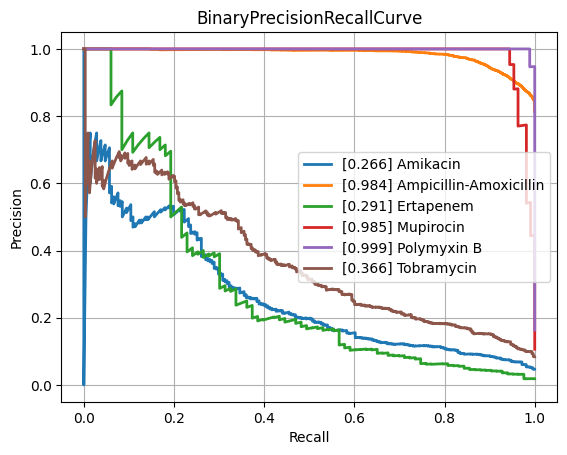 BinaryPrecisionRecallCurve
1.0
0.8
0.6
0.4
0.2
0.0
Precision
[0.266] Amikacin
[0.984] Ampicillin-Amoxicillin
[0.291] Ertapenem
[0.985] Mupirocin
[0.999] Polymyxin B
[0.366] Tobramycin
0.0 0.2 0.4 0.6 0.8 1.0
Recall